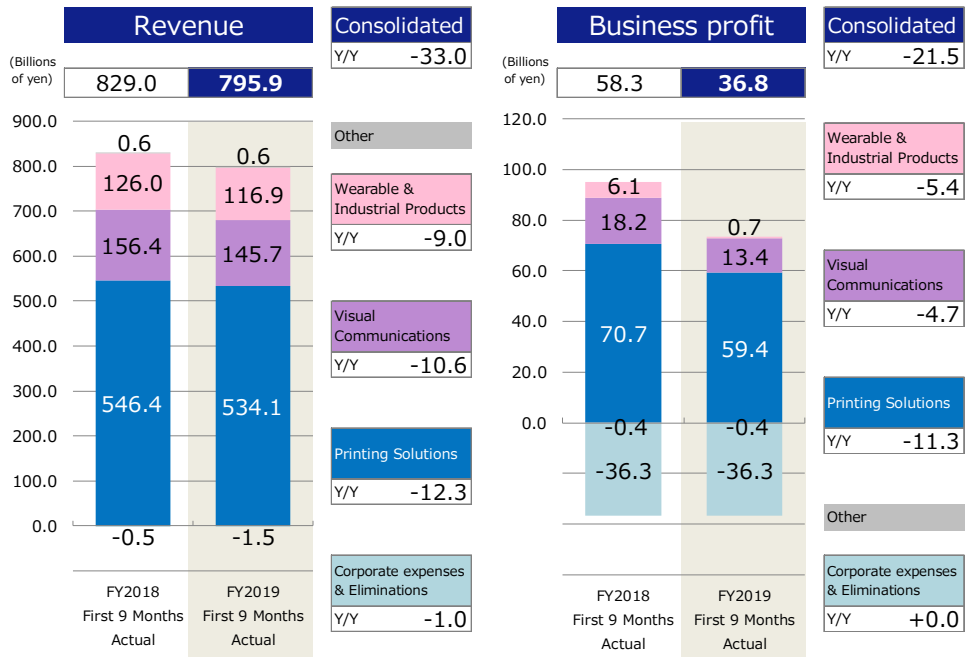 Revenue
Consolidated
Y/Y -33.0
(Billions
of yen)
829.0 795.9
900.0
800.0
700.0
600.0
500.0
400.0
300.0
200.0
100.0
0.0
0.6 0.6
126.0 116.9
156.4 145.7
546.4 534.1
-0.5 -1.5
FY2018
First 9 Months
Actual
FY2019
First 9 Months
Actual
Other
Wearable &
Industrial Products
Y/Y -9.0
Visual
Communications
Y/Y -10.6
Printing Solutions
Y/Y -12.3
Corporate expenses
& Eliminations
Y/Y -1.0
Business profit
Consolidated
Y/Y -21.5
(Billions
of yen)
58.3 36.8
120.0
100.0
80.0
60.0
40.0
20.0
0.0
6.1 0.7
18.2 13.4
70.7 59.4
-0.4 -0.4
-36.3 -36.3
FY2018
First 9 Months
Actual
FY2019
First 9 Months
Actual
Wearable &
Industrial Products
Y/Y -5.4
Visual
Communications
Y/Y -4.7
Printing Solutions
Y/Y -11.3
Other
Corporate expenses
& Eliminations
Y/Y +0.0